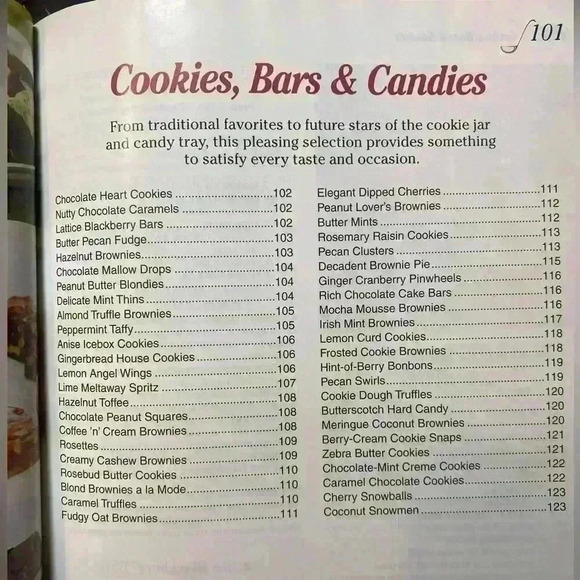 101
Cookies, Bars & Candies
From traditional favorites to future stars of the cookie jar
and candy tray, this pleasing selection provides something
to satisfy every taste and occasion.
Chocolate Heart Cookies ..............................102
Nutty Chocolate Caramels ..............................102
Lattice Blackberry Bars ..............................102
Butter Pecan Fudge..............................103
Hazelnut Brownies..............................103
Chocolate Mallow Drops ..............................104
Peanut Butter Blondies..............................104
Delicate Mint Thins ..............................104
Almond Truffle Brownies..............................105
Peppermint Taffy..............................105
Anise Icebox Cookies..............................106
Gingerbread House Cookies ..............................106
Lemon Angel Wings ..............................106
Lime Meltaway Spritz ..............................107
Hazelnut Toffee..............................108
Chocolate Peanut Squares..............................108
Coffee 'n' Cream Brownies..............................108
Rosettes ..............................109
Creamy Cashew Brownies ..............................109
Rosebud Butter Cookies ..............................110
Blond Brownies a la Mode..............................110
Caramel Truffles ..............................110
Fudgy Oat Brownies..............................111
Elegant Dipped Cherries ..............................111
Peanut Lover's Brownies ..............................112
Butter Mints ..............................112
Rosemary Raisin Cookies..............................113
Pecan Clusters ..............................113
Decadent Brownie Pie..............................115
Ginger Cranberry Pinwheels ..............................116
Rich Chocolate Cake Bars ..............................116
Mocha Mousse Brownies ..............................116
Irish Mint Brownies..............................117
Lemon Curd Cookies..............................118
Frosted Cookie Brownies ..............................118
Hint-of-Berry Bonbons..............................119
Pecan Swirls..............................119
Cookie Dough Truffles ..............................120
Butterscotch Hard Candy ..............................120
Meringue Coconut Brownies ..............................120
Berry-Cream Cookie Snaps ..............................121
Zebra Butter Cookies ..............................121
Chocolate-Mint Creme Cookies ..............................122
Caramel Chocolate Cookies..............................122
Cherry Snowballs ..............................123
Coconut Snowmen ..............................123